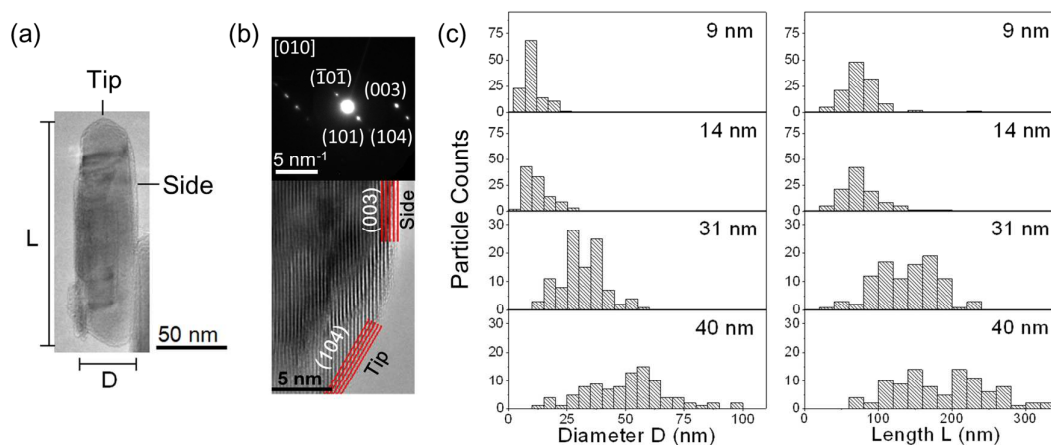 (a)
Tip
Side
L
D
50 nm
(b)
[010]
(1̅01̅)
(003)
(101)
(104)
5 nm⁻¹
(003)
Side
(104)
Tip
5 nm
(c)
Particle Counts
75
50
25
0
9 nm
75
50
25
0
14 nm
30
20
10
0
31 nm
30
20
10
0
40 nm
0 25 50 75 100
Diameter D (nm)
75
50
25
0
9 nm
75
50
25
0
14 nm
30
20
10
0
31 nm
30
20
10
0
40 nm
0 100 200 300
Length L (nm)